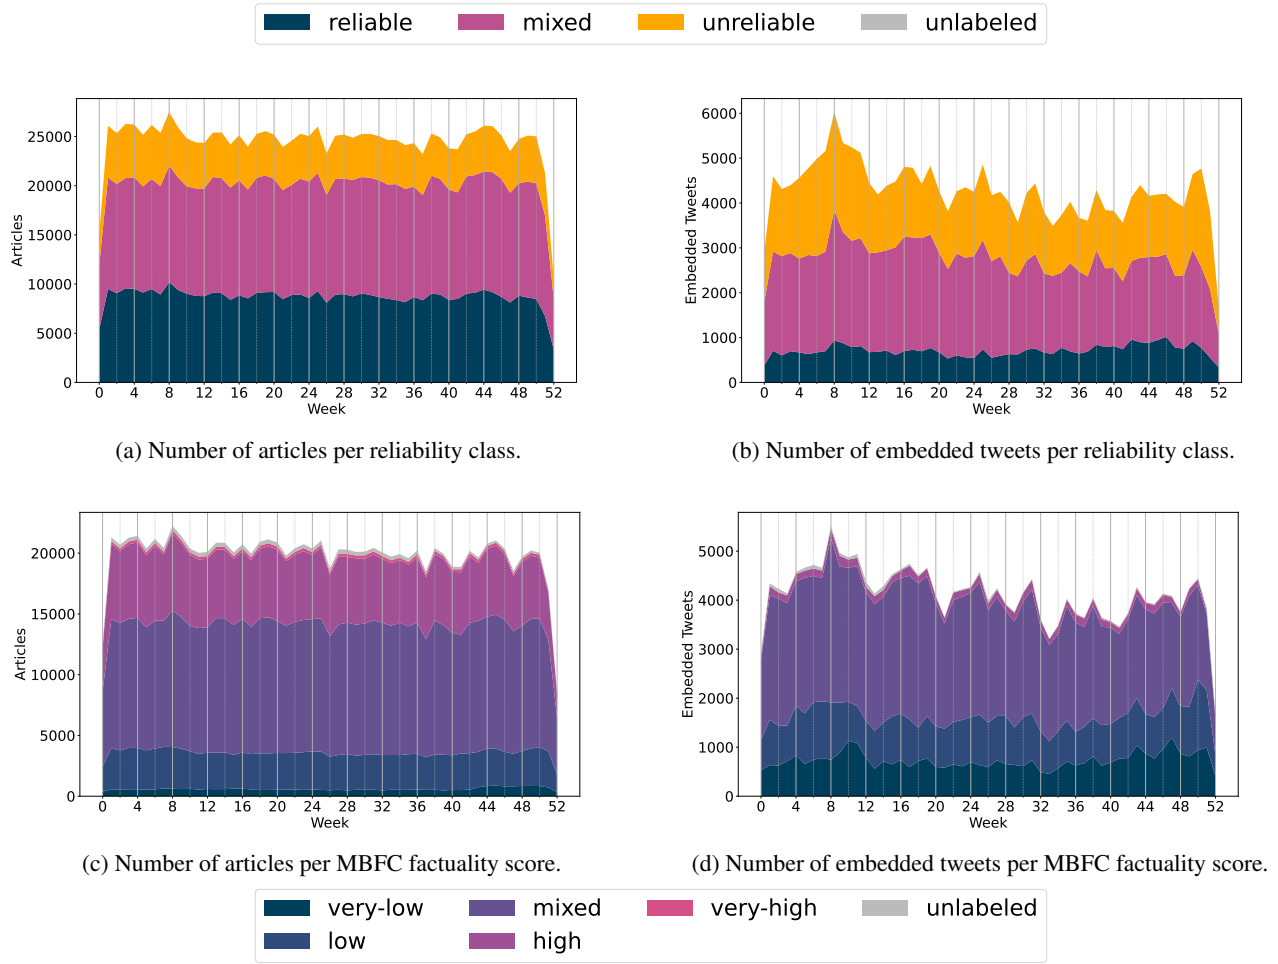 reliable mixed unreliable unlabeled
25000
20000
15000
10000
5000
0
Articles
0 4 8 12 16 20 24 28 32 36 40 44 48 52
Week
(a) Number of articles per reliability class.
6000
5000
4000
3000
2000
1000
0
Embedded Tweets
0 4 8 12 16 20 24 28 32 36 40 44 48 52
Week
(b) Number of embedded tweets per reliability class.
20000
15000
10000
5000
0
Articles
0 4 8 12 16 20 24 28 32 36 40 44 48 52
Week
(c) Number of articles per MBFC factuality score.
5000
4000
3000
2000
1000
0
Embedded Tweets
0 4 8 12 16 20 24 28 32 36 40 44 48 52
Week
(d) Number of embedded tweets per MBFC factuality score.
very-low mixed very-high unlabeled
low high